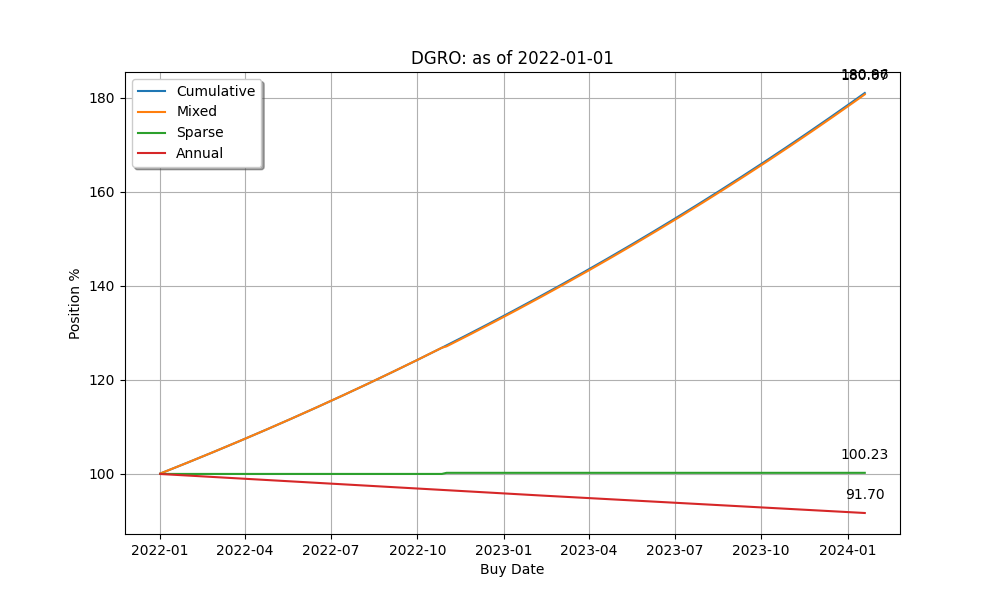 DGRO: as of 2022-01-01
Cumulative
Mixed
Sparse
Annual
180
160
140
120
100
Position %
100.23
91.70
2022-01 2022-04 2022-07 2022-10 2023-01 2023-04 2023-07 2023-10 2024-01
Buy Date